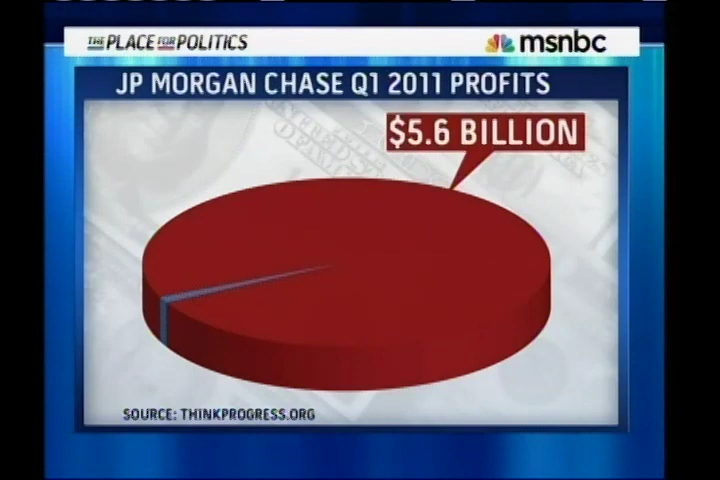 THE PLACE FOR POLITICS
msnbc
JP MORGAN CHASE Q1 2011 PROFITS
$5.6 BILLION
SOURCE: THINKPROGRESS.ORG